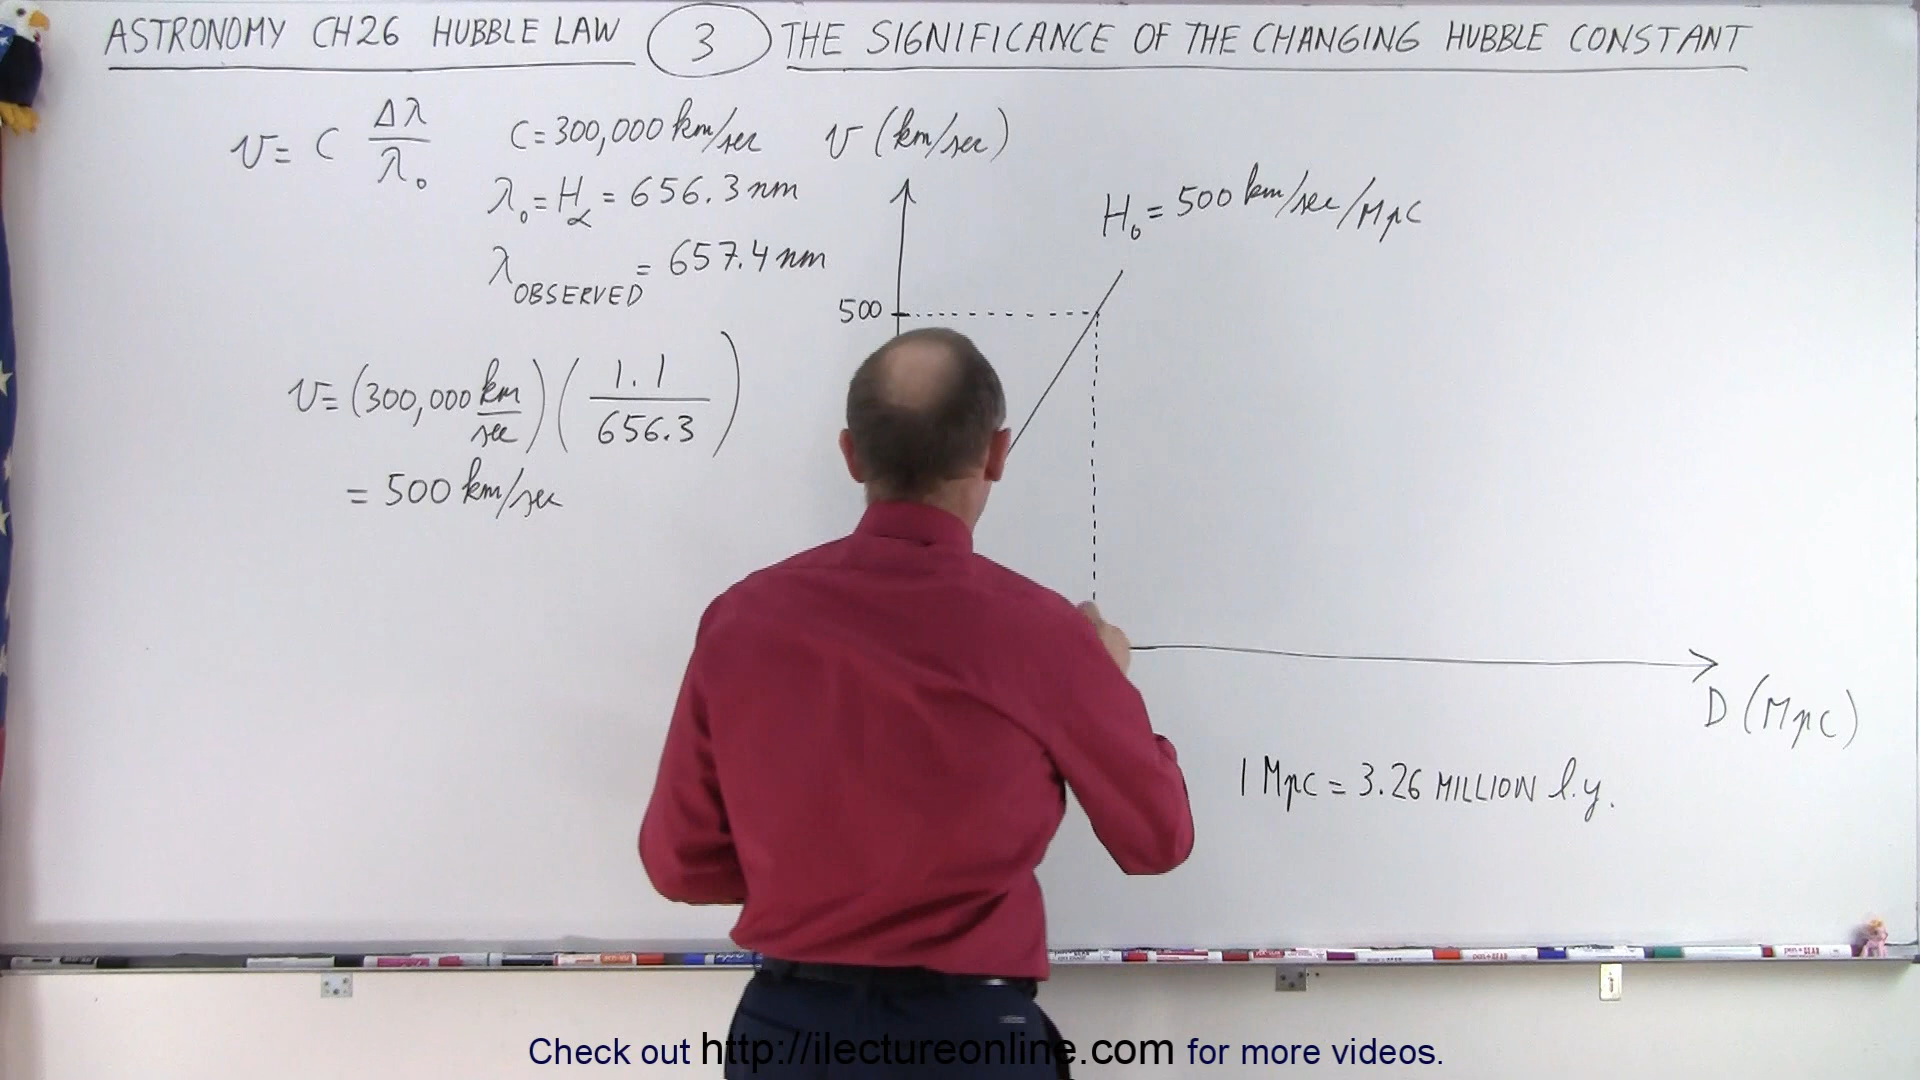 ASTRONOMY CH26 HUBBLE LAW 3 THE SIGNIFICANCE OF THE CHANGING HUBBLE CONSTANT
v = c Δλ/λ₀
c = 300,000 km/sec
λ₀ = Hα = 656.3 nm
λ OBSERVED = 657.4 nm
v = (300,000 km/sec) (1.1/656.3)
= 500 km/sec
v (km/sec)
H₀ = 500 km/sec/Mpc
500
D (Mpc)
1 Mpc = 3.26 MILLION l.y.
Check out http://ilectureonline.com for more videos.